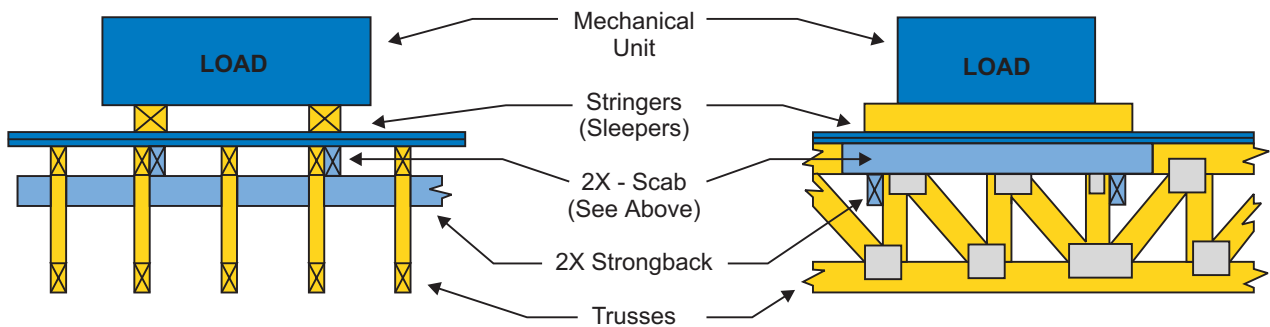 LOAD
Mechanical
Unit
LOAD
Stringers
(Sleepers)
2X - Scab
(See Above)
2X Strongback
Trusses